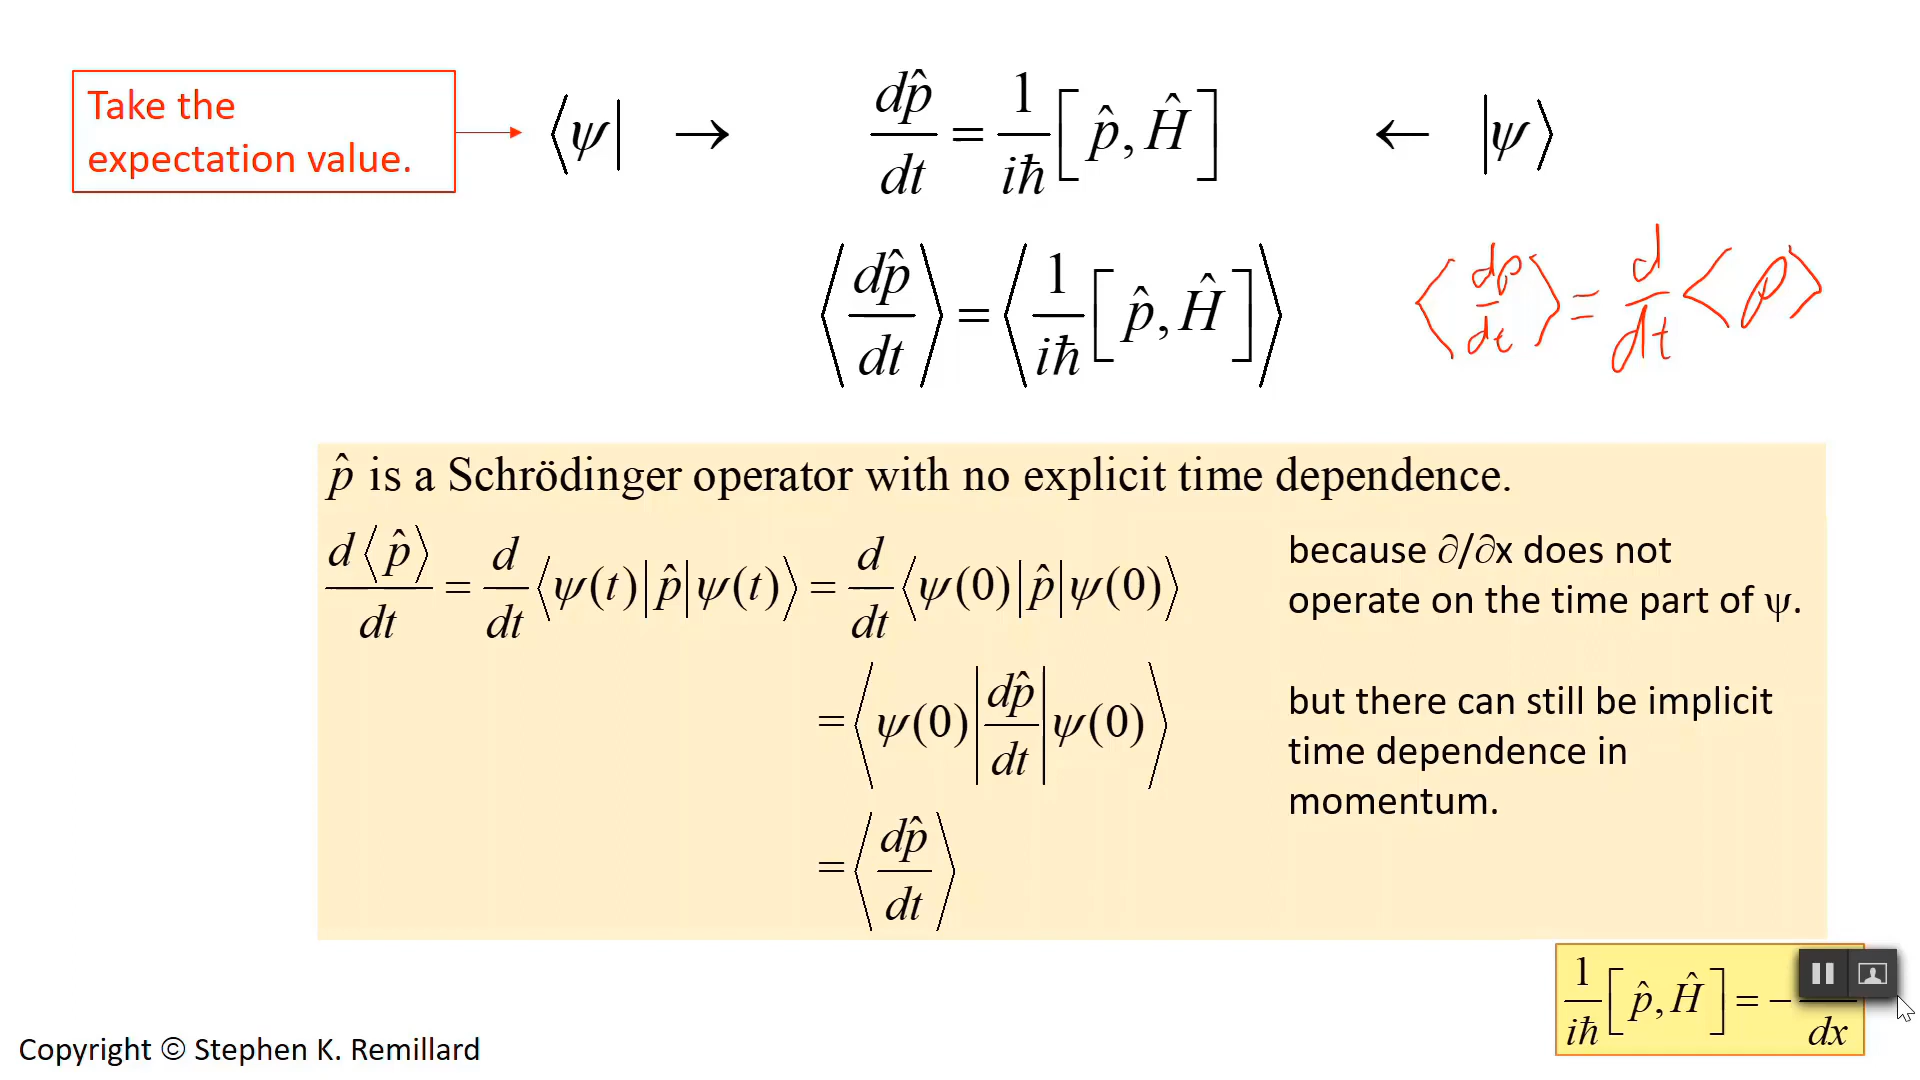 Take the
expectation value.
⟨ψ| → dp̂/dt = 1/iħ [p̂, Ĥ] ← |ψ⟩
⟨dp̂/dt⟩ = ⟨1/iħ [p̂, Ĥ]⟩
⟨dp/dt⟩ = d/dt ⟨p⟩
p̂ is a Schrödinger operator with no explicit time dependence.
d⟨p̂⟩/dt = d/dt ⟨ψ(t)|p̂|ψ(t)⟩ = d/dt ⟨ψ(0)|p̂|ψ(0)⟩
because ∂/∂x does not
operate on the time part of ψ.
= ⟨ψ(0)|dp̂/dt|ψ(0)⟩
but there can still be implicit
time dependence in
momentum.
= ⟨dp̂/dt⟩
1/iħ [p̂, Ĥ] = − /dx
Copyright © Stephen K. Remillard